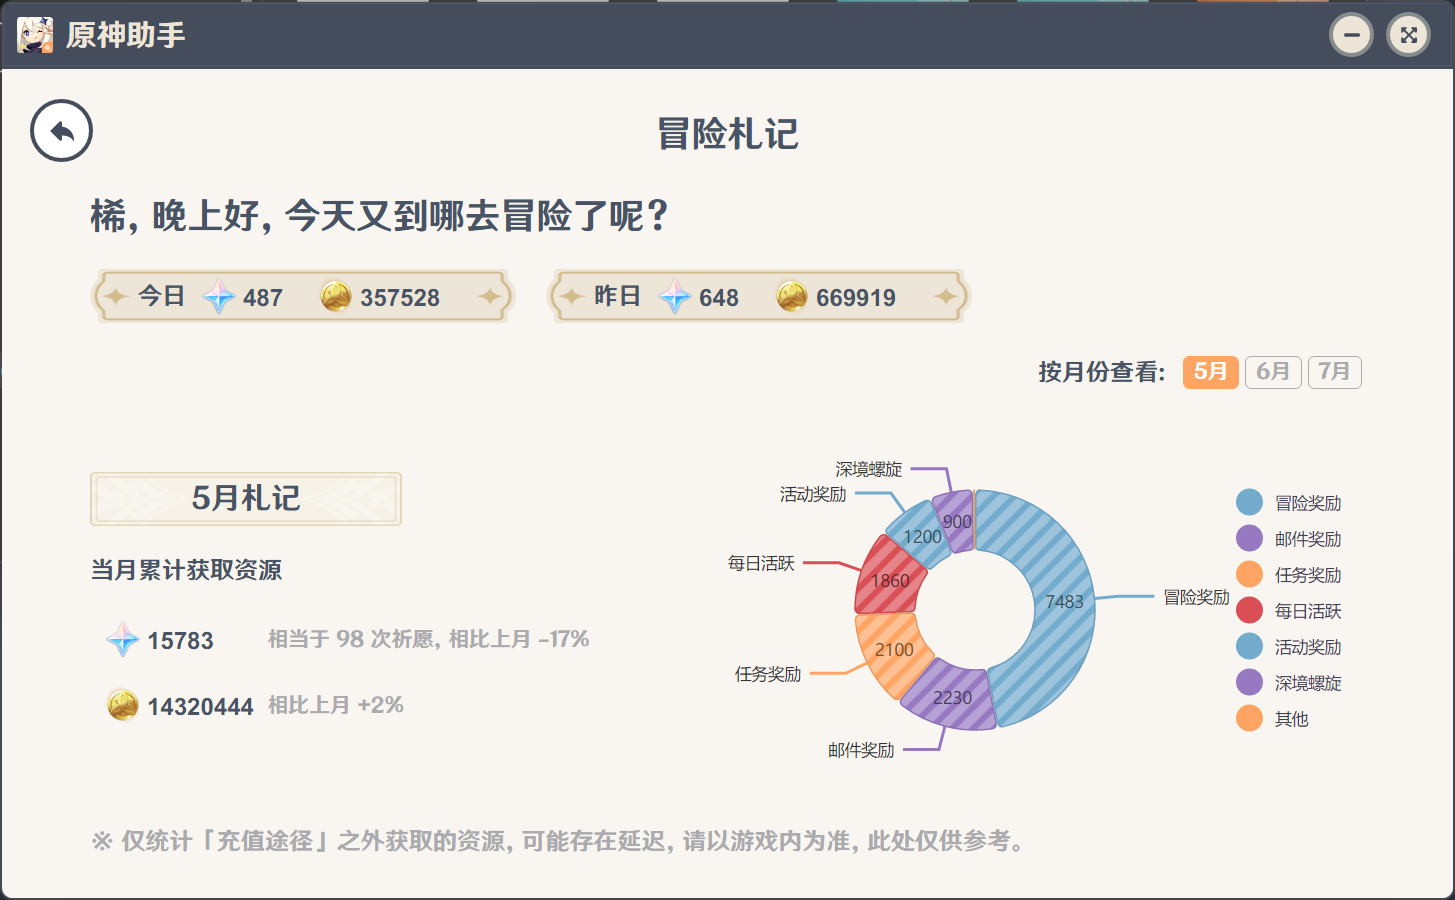 原神助手
冒险札记
桸, 晚上好, 今天又到哪去冒险了呢?
今日 487 357528
昨日 648 669919
按月份查看: 5月 6月 7月
5月札记
当月累计获取资源
15783 相当于 98 次祈愿, 相比上月 -17%
14320444 相比上月 +2%
深境螺旋
活动奖励
每日活跃
任务奖励
邮件奖励
冒险奖励
900
1200
1860
2100
2230
7483
冒险奖励
邮件奖励
任务奖励
每日活跃
活动奖励
深境螺旋
其他
※ 仅统计「充值途径」之外获取的资源, 可能存在延迟, 请以游戏内为准, 此处仅供参考。